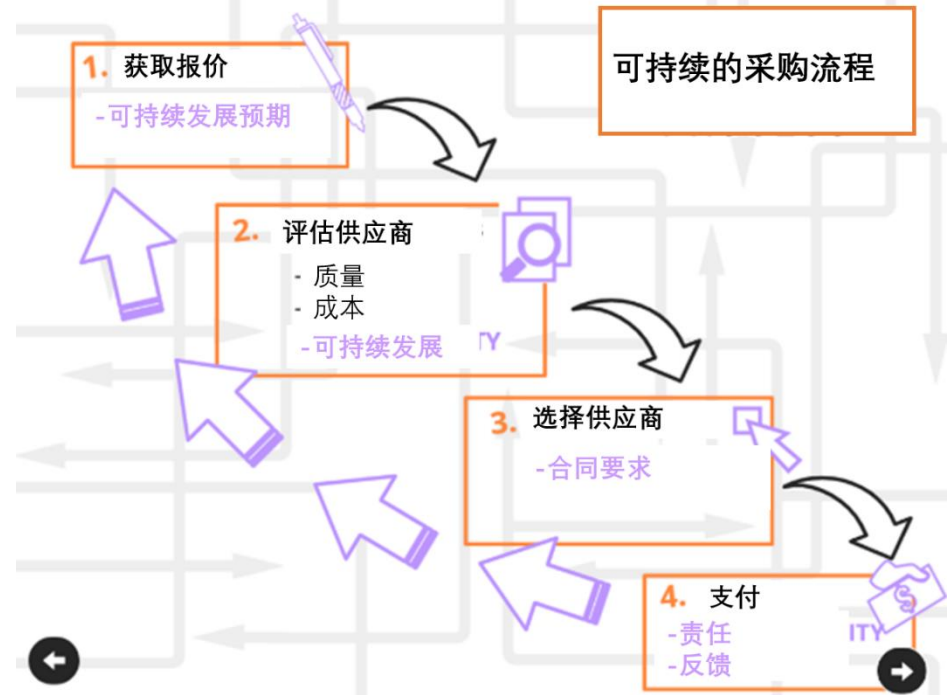 可持续的采购流程
1. 获取报价
-可持续发展预期
2. 评估供应商
- 质量
- 成本
-可持续发展
TY
3. 选择供应商
-合同要求
4. 支付
-责任
ITY
-反馈
$